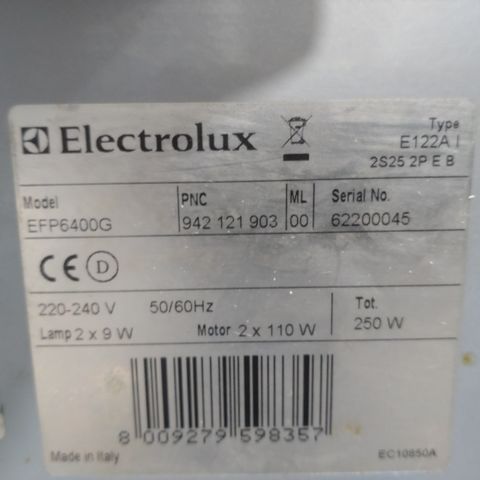 Electrolux
Type
E122A I
2S25 2P E B
Model PNC ML Serial No.
EFP6400G 942 121 903 00 62200045
CE D
220-240 V 50/60Hz Tot.
Lamp 2 x 9 W Motor 2 x 110 W 250 W
8 009279 598357
Made in Italy EC10850A